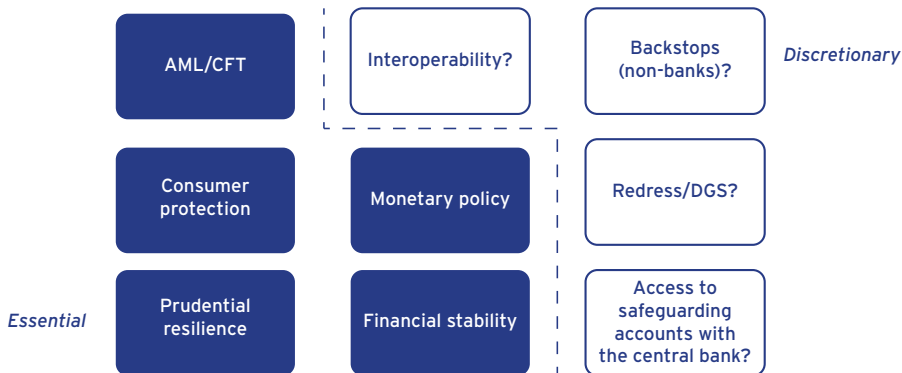 AML/CFT
Interoperability?
Backstops
(non-banks)?
Discretionary
Consumer
protection
Monetary policy
Redress/DGS?
Essential
Prudential
resilience
Financial stability
Access to
safeguarding
accounts with
the central bank?